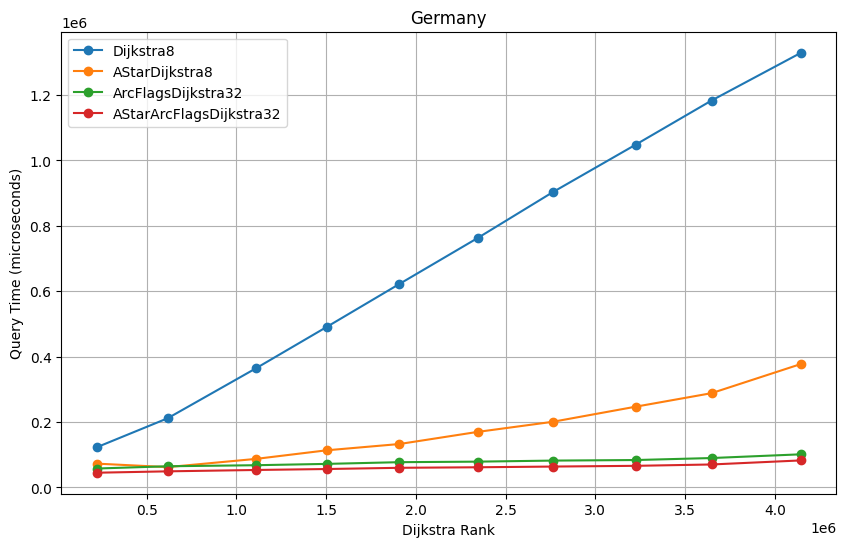 Germany
1e6
Dijkstra8
AStarDijkstra8
ArcFlagsDijkstra32
AStarArcFlagsDijkstra32
Query Time (microseconds)
1.2
1.0
0.8
0.6
0.4
0.2
0.0
0.5 1.0 1.5 2.0 2.5 3.0 3.5 4.0
1e6
Dijkstra Rank